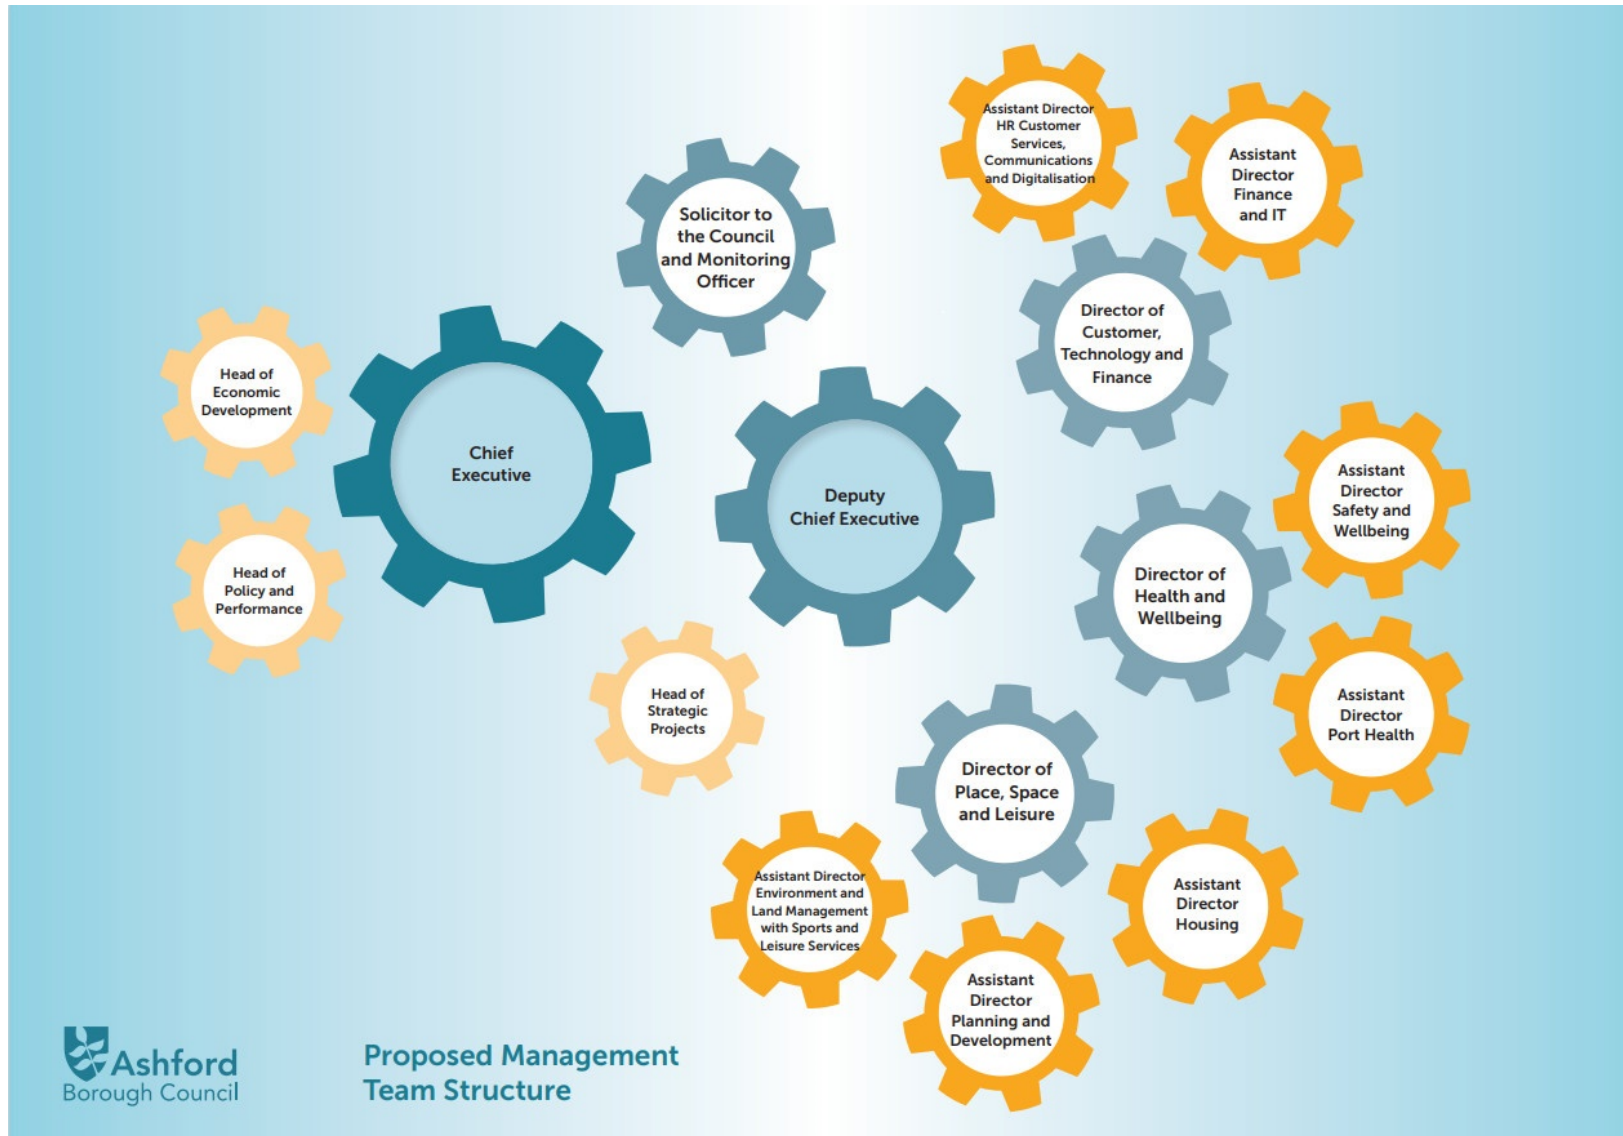 Assistant Director
HR Customer
Services,
Communications
and Digitalisation
Assistant
Director
Finance
and IT
Solicitor to
the Council
and Monitoring
Officer
Director of
Customer,
Technology and
Finance
Head of
Economic
Development
Chief
Executive
Deputy
Chief Executive
Assistant
Director
Safety and
Wellbeing
Head of
Policy and
Performance
Director of
Health and
Wellbeing
Head of
Strategic
Projects
Assistant
Director
Port Health
Director of
Place, Space
and Leisure
Assistant Director
Environment and
Land Management
with Sports and
Leisure Services
Assistant
Director
Housing
Assistant
Director
Planning and
Development
Ashford
Borough Council
Proposed Management
Team Structure